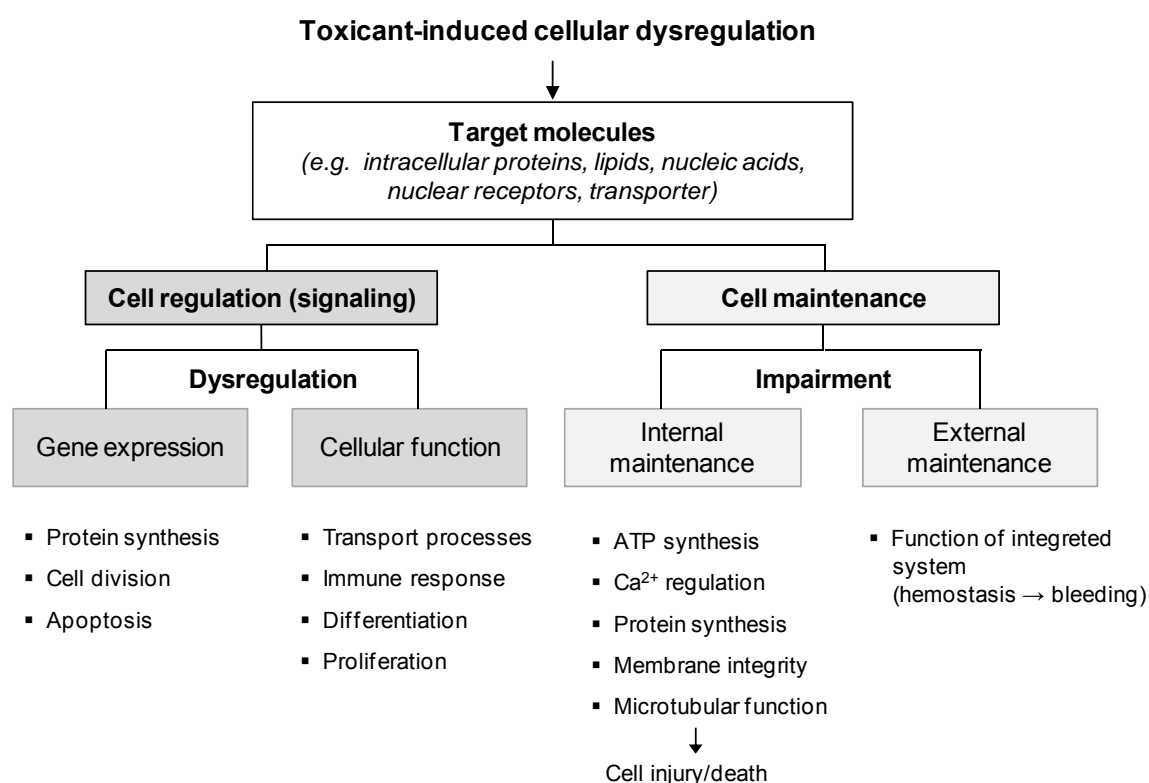 Toxicant-induced cellular dysregulation
Target molecules
(e.g. intracellular proteins, lipids, nucleic acids,
nuclear receptors, transporter)
Cell regulation (signaling)
Cell maintenance
Dysregulation
Impairment
Gene expression
Cellular function
Internal
maintenance
External
maintenance
▪ Protein synthesis
▪ Cell division
▪ Apoptosis
▪ Transport processes
▪ Immune response
▪ Differentiation
▪ Proliferation
▪ ATP synthesis
▪ Ca²⁺ regulation
▪ Protein synthesis
▪ Membrane integrity
▪ Microtubular function
Cell injury/death
▪ Function of integreted
system
(hemostasis → bleeding)